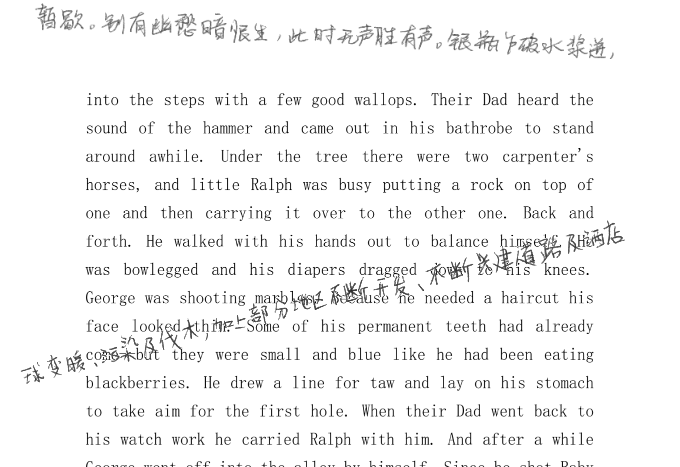 暂歇。别有幽愁暗恨生，此时无声胜有声。银瓶乍破水浆迸，
into the steps with a few good wallops. Their Dad heard the
sound of the hammer and came out in his bathrobe to stand
around awhile. Under the tree there were two carpenter's
horses, and little Ralph was busy putting a rock on top of
one and then carrying it over to the other one. Back and
forth. He walked with his hands out to balance himself. He
was bowlegged and his diapers dragged down to his knees.
George was shooting marbles. Because he needed a haircut his
face looked thin. Some of his permanent teeth had already
come but they were small and blue like he had been eating
blackberries. He drew a line for taw and lay on his stomach
to take aim for the first hole. When their Dad went back to
his watch work he carried Ralph with him. And after a while
George went off into the alley by himself. Since he shot Baby
球变暖、污染及伐木，加上部分地区不断开发、不断兴建道路及酒店